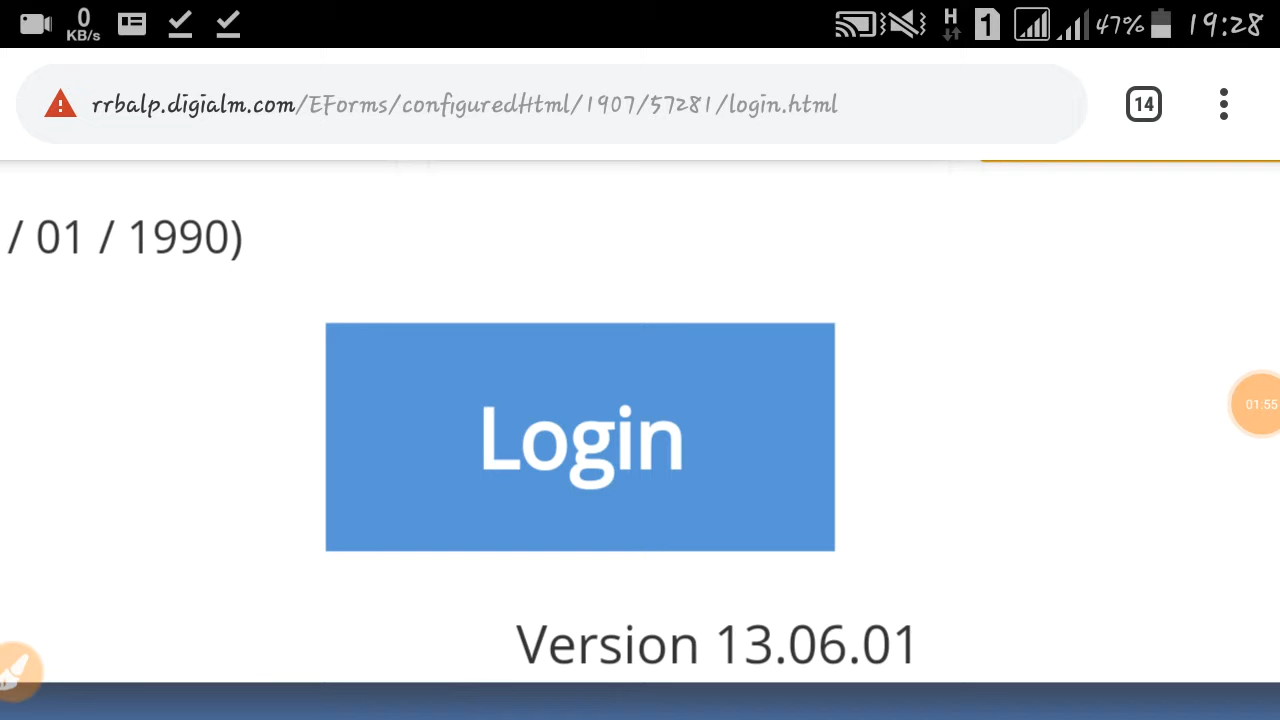 0
KB/s
H
1
47%
19:28
rrbalp.digialm.com/EForms/configuredHtml/1907/57281/login.html
14
/ 01 / 1990)
01:55
Login
Version 13.06.01